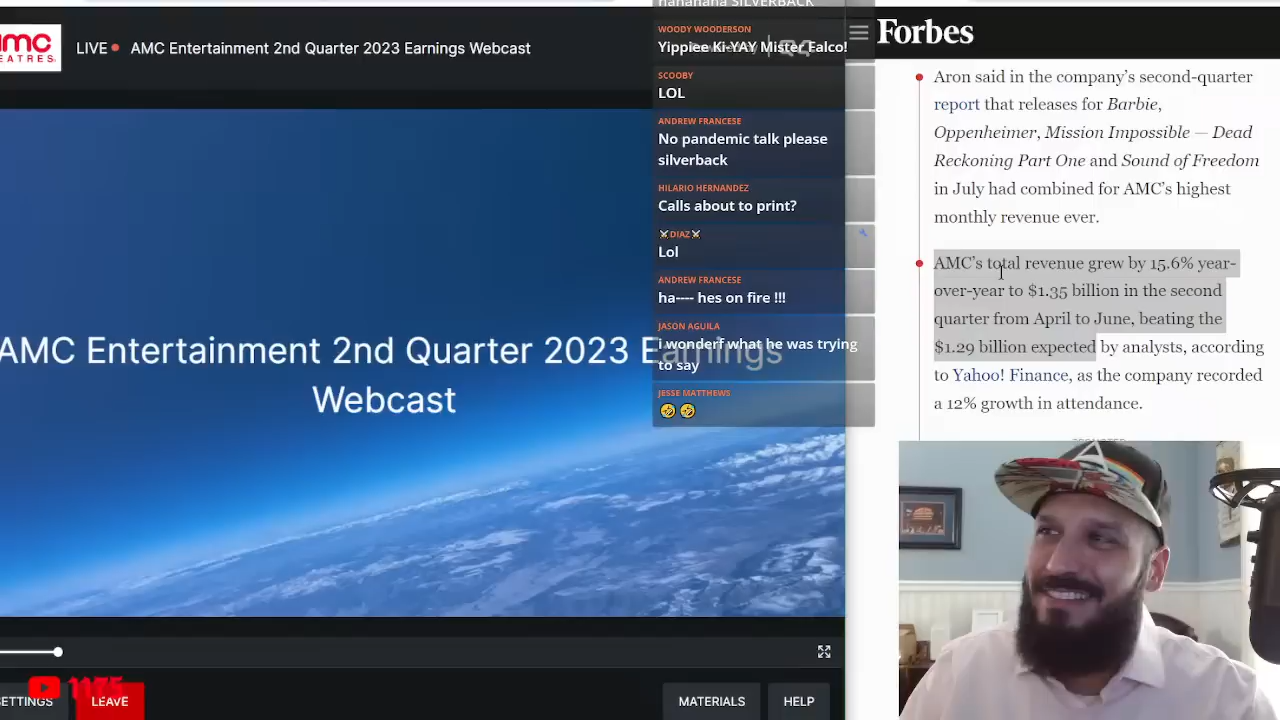 amc
EATRES
LIVE AMC Entertainment 2nd Quarter 2023 Earnings Webcast
AMC Entertainment 2nd Quarter 2023 Earnings
Webcast
SETTINGS
LEAVE
MATERIALS
HELP
hahahaha SILVERBACK
WOODY WOODERSON
Yippiee Ki-YAY Mister Falco!
SCOOBY
LOL
ANDREW FRANCESE
No pandemic talk please
silverback
HILARIO HERNANDEZ
Calls about to print?
⚔DIAZ⚔
Lol
ANDREW FRANCESE
ha---- hes on fire !!!
JASON AGUILA
i wonderf what he was trying
to say
JESSE MATTHEWS
🤣 🤣
Forbes
Aron said in the company’s second-quarter
report that releases for Barbie,
Oppenheimer, Mission Impossible — Dead
Reckoning Part One and Sound of Freedom
in July had combined for AMC’s highest
monthly revenue ever.
AMC’s total revenue grew by 15.6% year-
over-year to $1.35 billion in the second
quarter from April to June, beating the
$1.29 billion expected by analysts, according
to Yahoo! Finance, as the company recorded
a 12% growth in attendance.